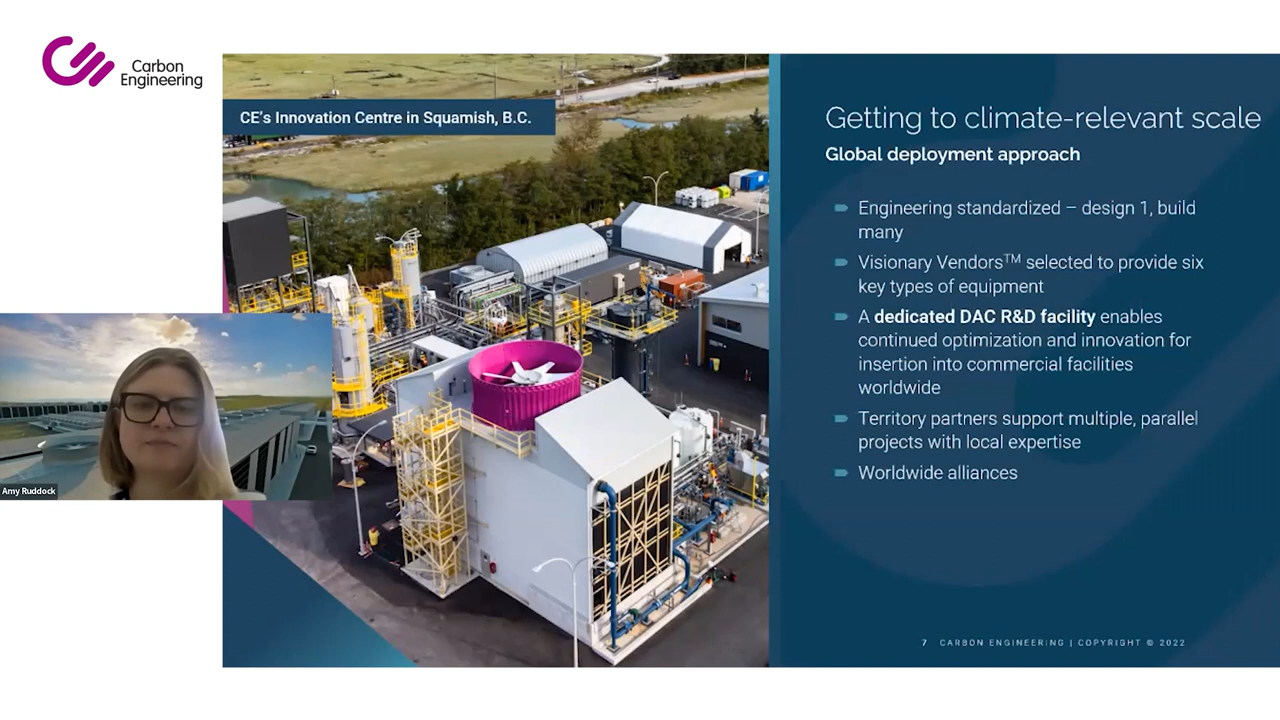 Carbon
Engineering
CE's Innovation Centre in Squamish, B.C.
Getting to climate-relevant scale
Global deployment approach
Engineering standardized – design 1, build
many
Visionary Vendors™ selected to provide six
key types of equipment
A dedicated DAC R&D facility enables
continued optimization and innovation for
insertion into commercial facilities
worldwide
Territory partners support multiple, parallel
projects with local expertise
Worldwide alliances
Amy Ruddock
7 CARBON ENGINEERING | COPYRIGHT © 2022